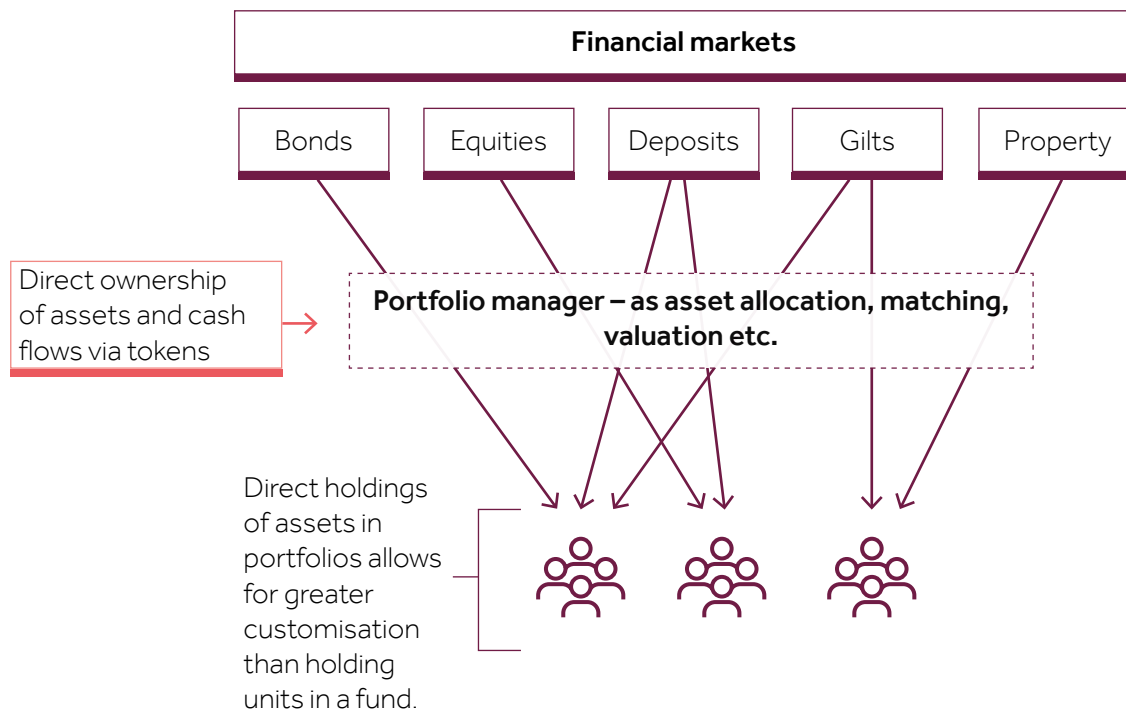 Financial markets
Bonds
Equities
Deposits
Gilts
Property
Direct ownership
of assets and cash
flows via tokens
Portfolio manager – as asset allocation, matching,
valuation etc.
Direct holdings
of assets in
portfolios allows
for greater
customisation
than holding
units in a fund.